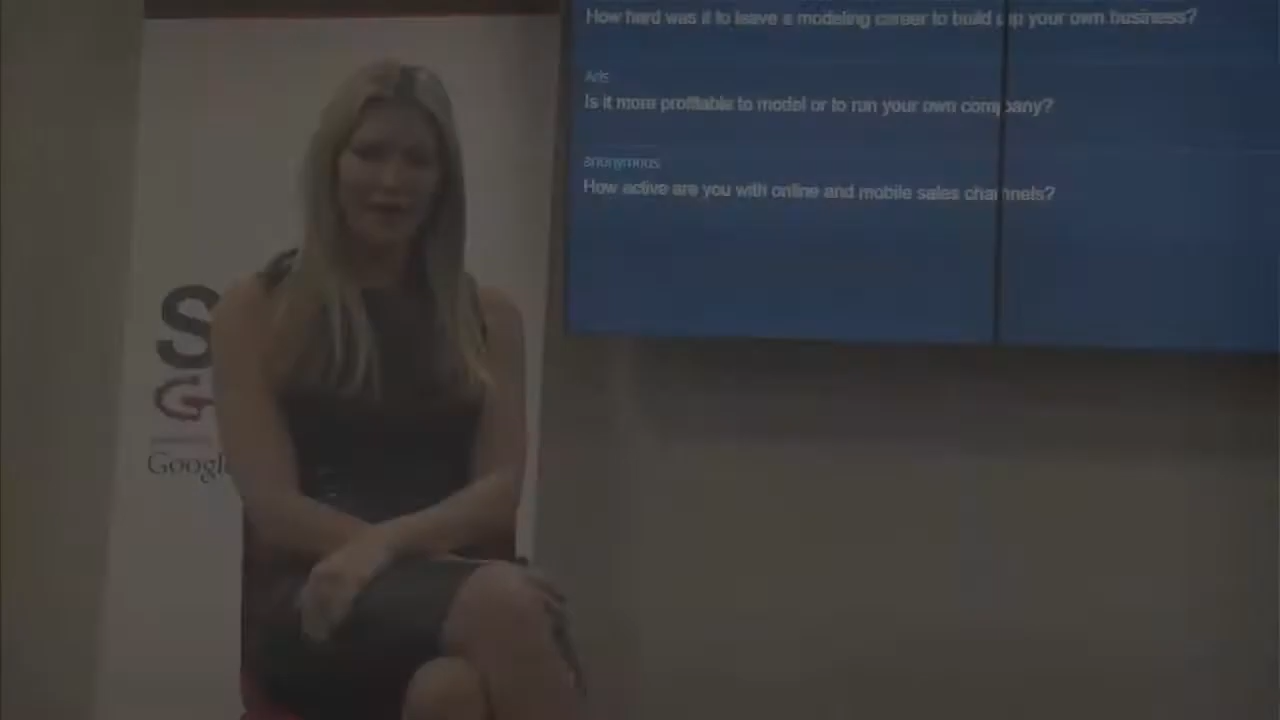 How hard was it to leave a modeling career to build up your own business?
Aris
Is it more profitable to model or to run your own company?
anonymous
How active are you with online and mobile sales channels?
S
G
Google